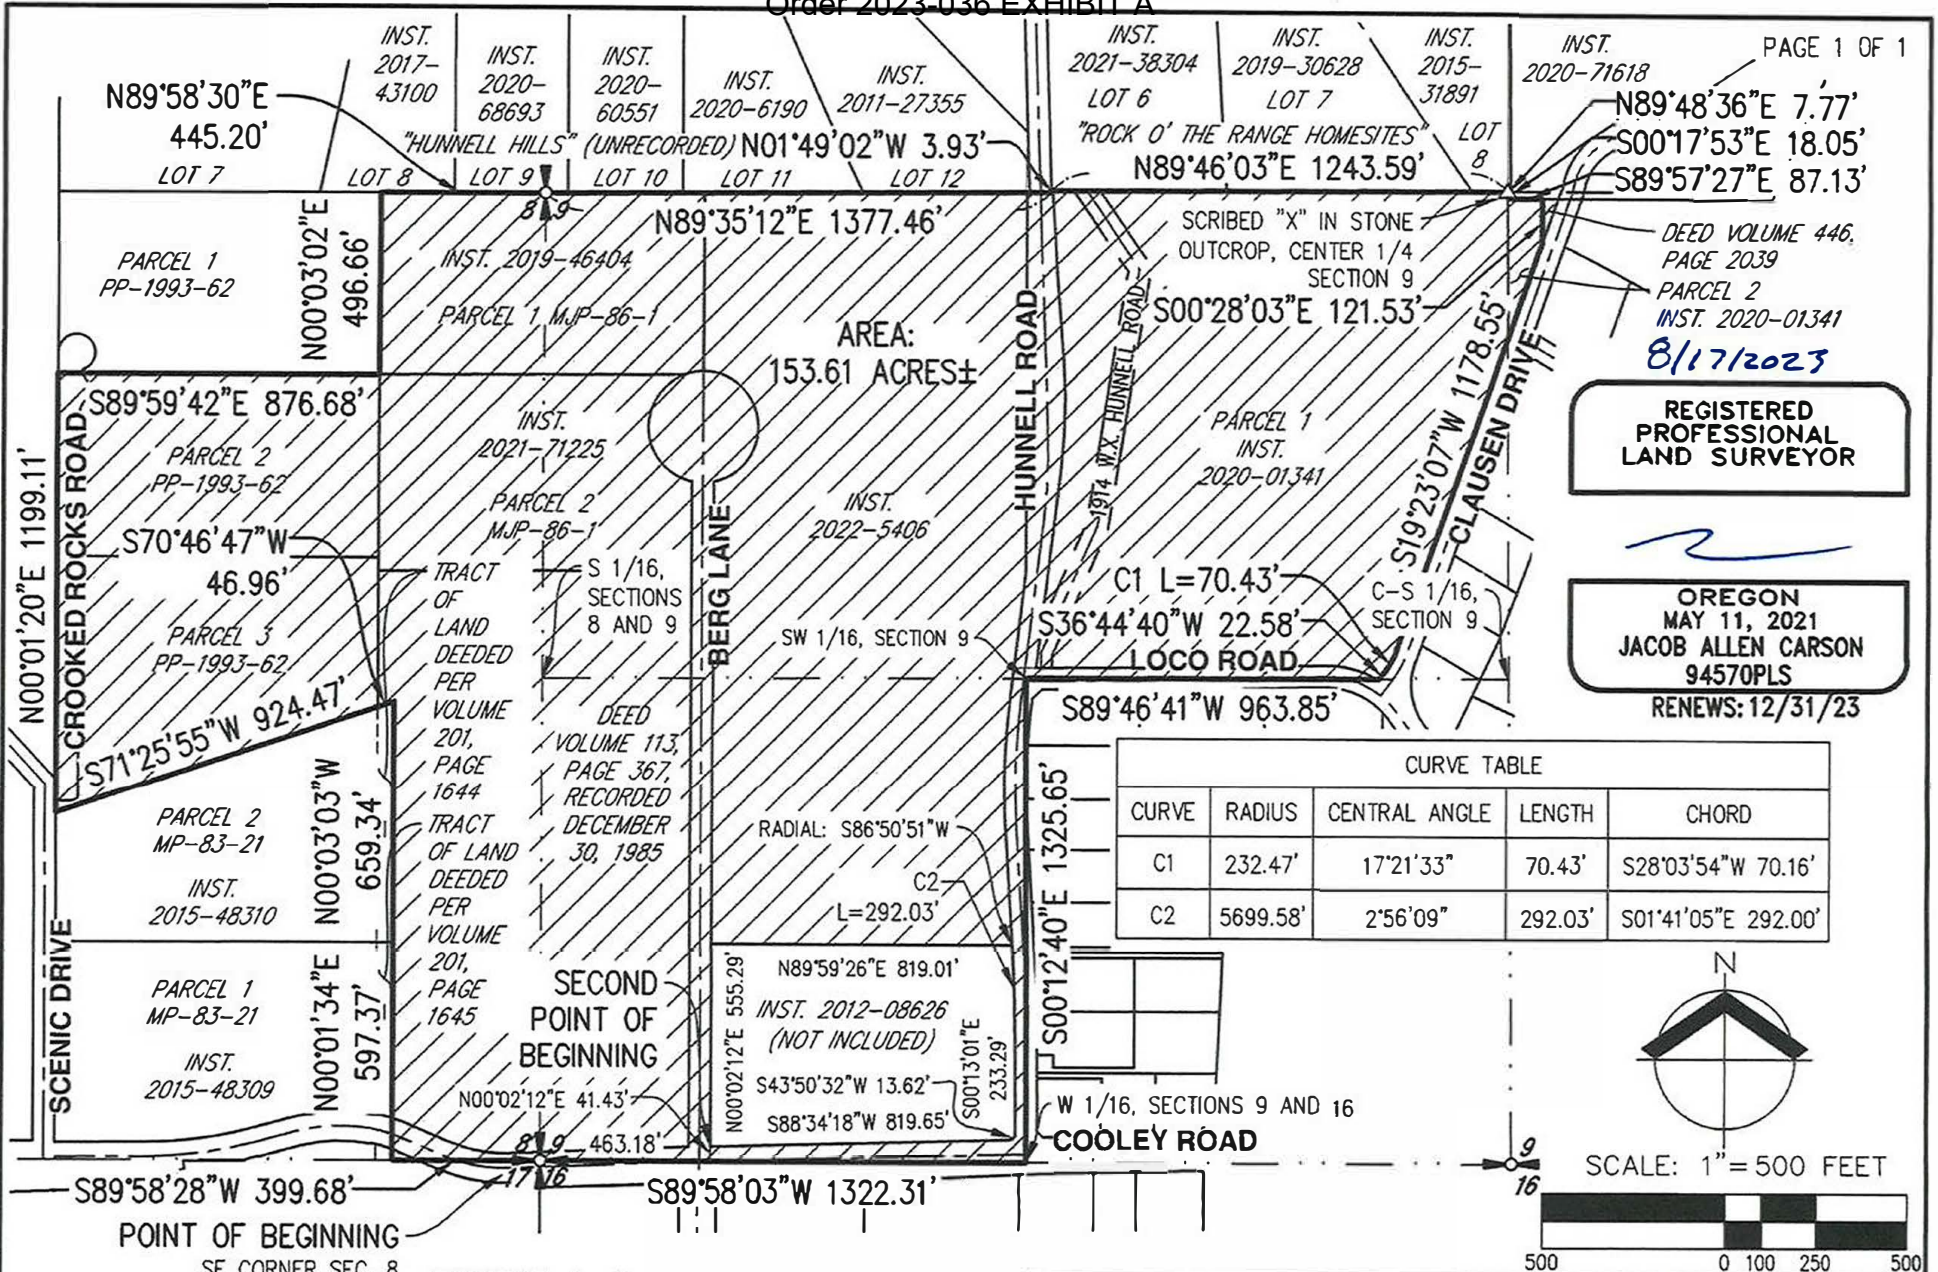 Order 2023-036 EXHIBIT A
PAGE 1 OF 1
INST.
2017-
43100
INST.
2020-
68693
INST.
2020-
60551
INST.
2020-6190
INST.
2011-27355
INST.
2021-38304
LOT 6
INST.
2019-30628
LOT 7
INST.
2015-
31891
LOT
8
INST.
2020-71618
N89°58'30"E
445.20'
"HUNNELL HILLS" (UNRECORDED)
N01°49'02"W 3.93'
"ROCK O' THE RANGE HOMESITES"
N89°46'03"E 1243.59'
N89°48'36"E 7.77'
S00°17'53"E 18.05'
S89°57'27"E 87.13'
LOT 7
LOT 8
LOT 9
LOT 10
LOT 11
LOT 12
8 9
N89°35'12"E 1377.46'
PARCEL 1
PP-1993-62
N00°03'02"E
496.66'
INST. 2019-46404
PARCEL 1 MJP-86-1
AREA:
153.61 ACRES±
HUNNELL ROAD
1914 W.X. HUNNELL ROAD
SCRIBED "X" IN STONE
OUTCROP, CENTER 1/4
SECTION 9
S00°28'03"E 121.53'
DEED VOLUME 446,
PAGE 2039
PARCEL 2
INST. 2020-01341
8/17/2023
REGISTERED
PROFESSIONAL
LAND SURVEYOR
OREGON
MAY 11, 2021
JACOB ALLEN CARSON
94570PLS
RENEWS: 12/31/23
S89°59'42"E 876.68'
PARCEL 2
PP-1993-62
N00°01'20"E 1199.11'
CROOKED ROCKS ROAD
S70°46'47"W
46.96'
PARCEL 3
PP-1993-62
S71°25'55"W 924.47'
INST.
2021-71225
PARCEL 2
MJP-86-1
TRACT
OF
LAND
DEEDED
PER
VOLUME
201,
PAGE
1644
TRACT
OF LAND
DEEDED
PER
VOLUME
201,
PAGE
1645
S 1/16,
SECTIONS
8 AND 9
DEED
VOLUME 113,
PAGE 367,
RECORDED
DECEMBER
30, 1985
BERG LANE
INST.
2022-5406
PARCEL 1
INST.
2020-01341
S19°23'07"W 1178.55'
CLAUSEN DRIVE
C1 L=70.43'
S36°44'40"W 22.58'
C-S 1/16,
SECTION 9
SW 1/16, SECTION 9
LOCO ROAD
S89°46'41"W 963.85'
CURVE TABLE
CURVE RADIUS CENTRAL ANGLE LENGTH CHORD
C1 232.47' 17°21'33" 70.43' S28°03'54"W 70.16'
C2 5699.58' 2°56'09" 292.03' S01°41'05"E 292.00'
PARCEL 2
MP-83-21
INST.
2015-48310
N00°03'03"W
659.34'
RADIAL: S86°50'51"W
C2
L=292.03'
S00°12'40"E 1325.65'
SCENIC DRIVE
PARCEL 1
MP-83-21
INST.
2015-48309
N00°01'34"E
597.37'
SECOND
POINT OF
BEGINNING
N00°02'12"E 41.43'
N00°02'12"E 555.29'
N89°59'26"E 819.01'
INST. 2012-08626
(NOT INCLUDED)
S43°50'32"W 13.62'
S88°34'18"W 819.65'
S00°13'01"E
233.29'
W 1/16, SECTIONS 9 AND 16
COOLEY ROAD
8 9
17 16
463.18'
9
16
S89°58'28"W 399.68'
S89°58'03"W 1322.31'
POINT OF BEGINNING
SE CORNER SEC. 8
N
SCALE: 1"=500 FEET
500 0 100 250 500